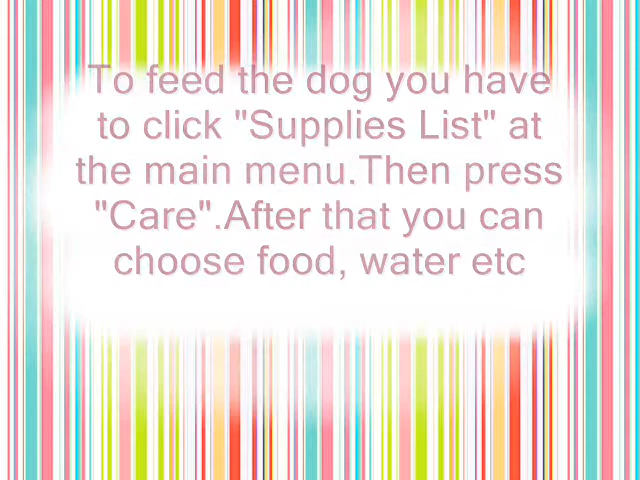 To feed the dog you have
to click "Supplies List" at
the main menu.Then press
"Care".After that you can
choose food, water etc